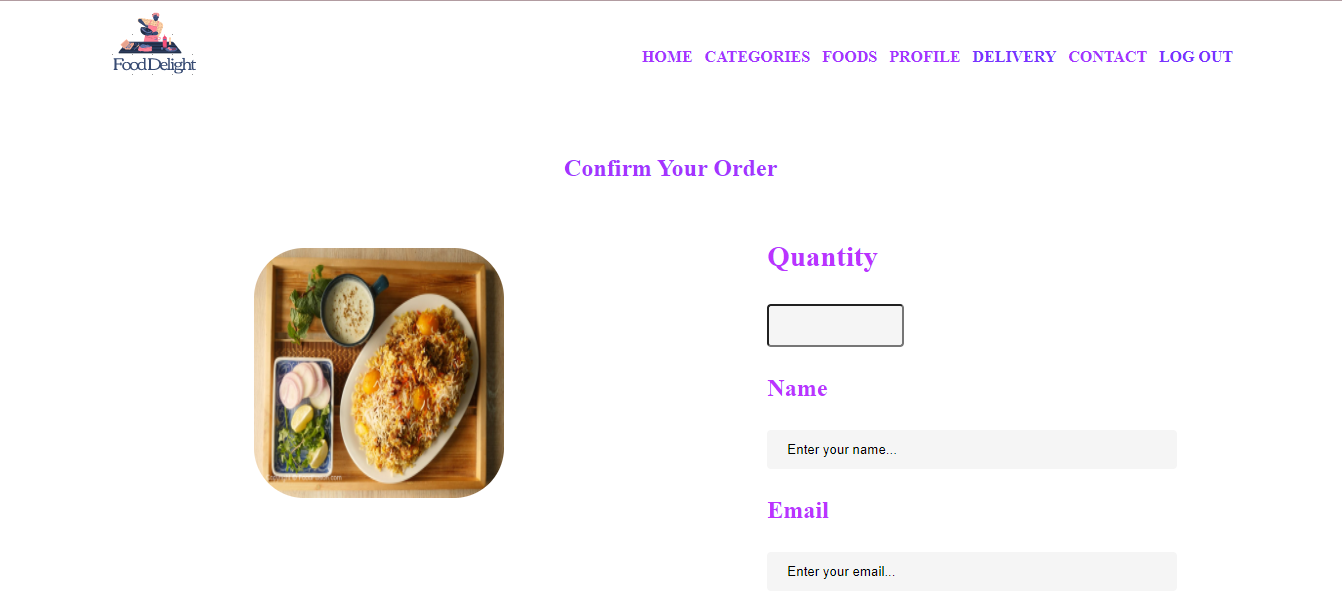 FoodDelight
HOME CATEGORIES FOODS PROFILE DELIVERY CONTACT LOG OUT
Confirm Your Order
Quantity
Name
Enter your name...
Email
Enter your email...